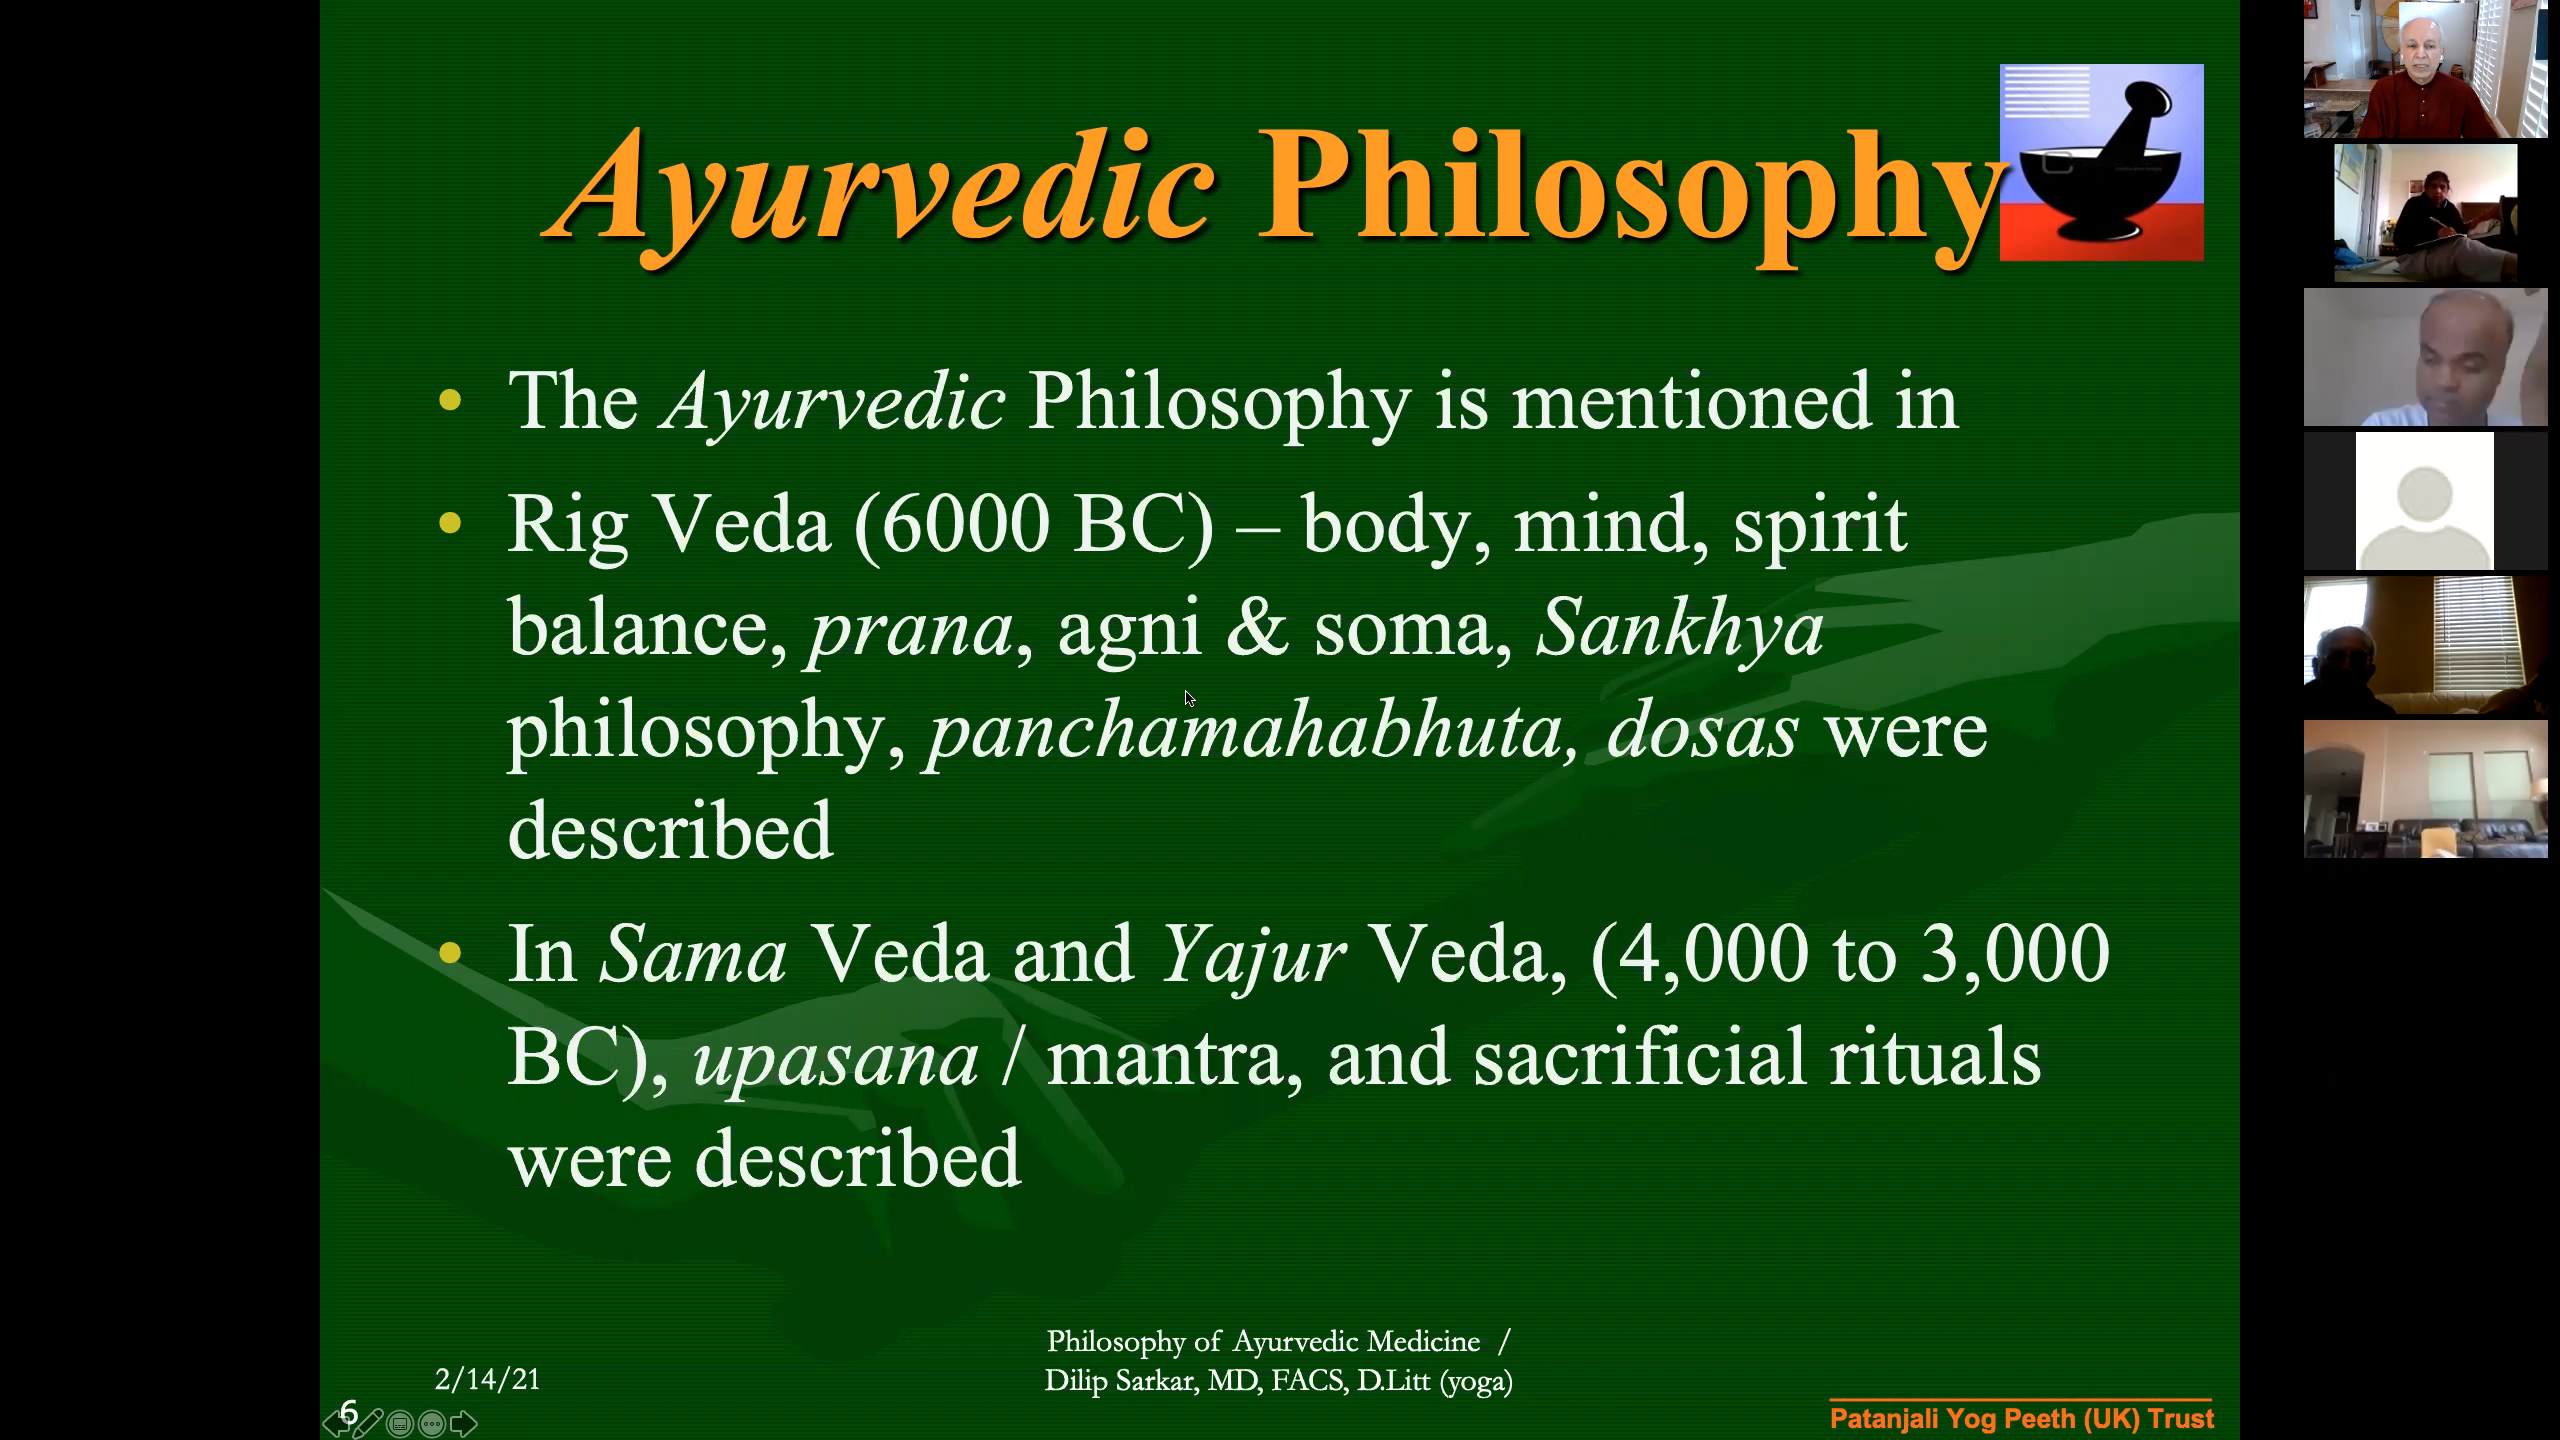 Ayurvedic Philosophy
• The Ayurvedic Philosophy is mentioned in
• Rig Veda (6000 BC) – body, mind, spirit
balance, prana, agni & soma, Sankhya
philosophy, panchamahabhuta, dosas were
described
• In Sama Veda and Yajur Veda, (4,000 to 3,000
BC), upasana / mantra, and sacrificial rituals
were described
2/14/21
Philosophy of Ayurvedic Medicine /
Dilip Sarkar, MD, FACS, D.Litt (yoga)
6
Patanjali Yog Peeth (UK) Trust